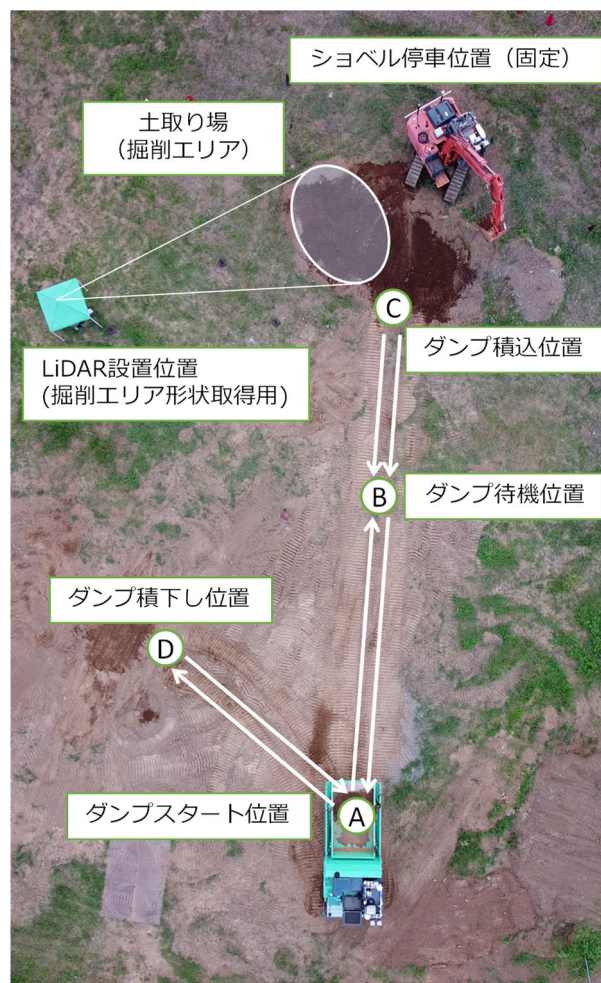 ショベル停車位置（固定）
土取り場
（掘削エリア）
C
ダンプ積込位置
LiDAR設置位置
(掘削エリア形状取得用)
B
ダンプ待機位置
ダンプ積下し位置
D
ダンプスタート位置
A